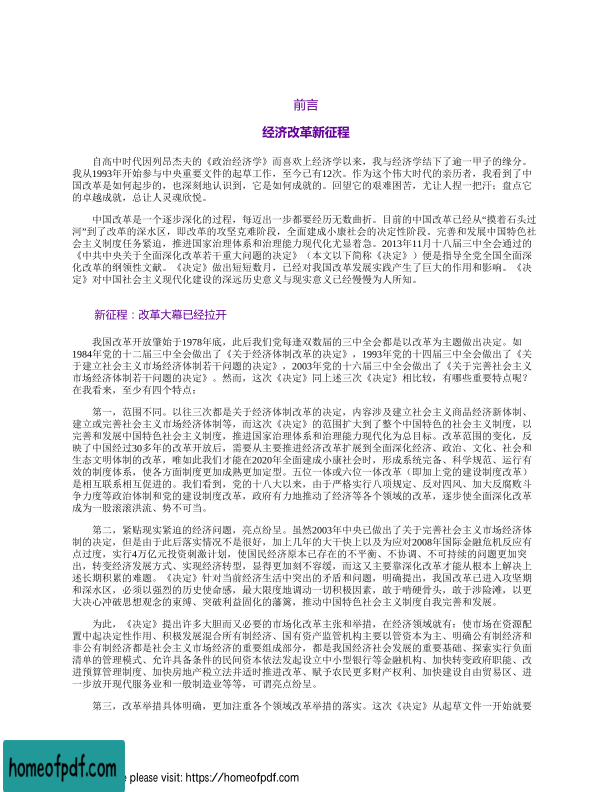 前言
经济改革新征程
自高中时代因列昂杰夫的《政治经济学》而喜欢上经济学以来，我与经济学结下了逾一甲子的缘分。
我从1993年开始参与中央重要文件的起草工作，至今已有12次。作为这个伟大时代的亲历者，我看到了中
国改革是如何起步的，也深刻地认识到，它是如何成就的。回望它的艰难困苦，尤让人捏一把汗；盘点它
的卓越成就，总让人灵魂欣悦。
中国改革是一个逐步深化的过程，每迈出一步都要经历无数曲折。目前的中国改革已经从“摸着石头过
河”到了改革的深水区，即改革的攻坚克难阶段，全面建成小康社会的决定性阶段。完善和发展中国特色社
会主义制度任务紧迫，推进国家治理体系和治理能力现代化尤显着急。2013年11月十八届三中全会通过的
《中共中央关于全面深化改革若干重大问题的决定》（本文以下简称《决定》）便是指导全党全国全面深
化改革的纲领性文献。《决定》做出短短数月，已经对我国改革发展实践产生了巨大的作用和影响。《决
定》对中国社会主义现代化建设的深远历史意义与现实意义已经慢慢为人所知。
新征程：改革大幕已经拉开
我国改革开放肇始于1978年底，此后我们党每逢双数届的三中全会都是以改革为主题做出决定。如
1984年党的十二届三中全会做出了《关于经济体制改革的决定》，1993年党的十四届三中全会做出了《关
于建立社会主义市场经济体制若干问题的决定》，2003年党的十六届三中全会做出了《关于完善社会主义
市场经济体制若干问题的决定》。然而，这次《决定》同上述三次《决定》相比较，有哪些重要特点呢？
在我看来，至少有四个特点：
第一，范围不同。以往三次都是关于经济体制改革的决定，内容涉及建立社会主义商品经济新体制、
建立或完善社会主义市场经济体制等，而这次《决定》的范围扩大到了整个中国特色的社会主义制度，以
完善和发展中国特色社会主义制度，推进国家治理体系和治理能力现代化为总目标。改革范围的变化，反
映了中国经过30多年的改革开放后，需要从主要推进经济改革扩展到全面深化经济、政治、文化、社会和
生态文明体制的改革，唯如此我们才能在2020年全面建成小康社会时，形成系统完备、科学规范、运行有
效的制度体系，使各方面制度更加成熟更加定型。五位一体或六位一体改革（即加上党的建设制度改革）
是相互联系相互促进的。我们看到，党的十八大以来，由于严格实行八项规定、反对四风、加大反腐败斗
争力度等政治体制和党的建设制度改革，政府有力地推动了经济等各个领域的改革，逐步使全面深化改革
成为一股滚滚洪流、势不可当。
第二，紧贴现实紧迫的经济问题，亮点纷呈。虽然2003年中央已做出了关于完善社会主义市场经济体
制的决定，但是由于此后落实情况不是很好，加上几年的大干快上以及为应对2008年国际金融危机反应有
点过度，实行4万亿元投资刺激计划，使国民经济原本已存在的不平衡、不协调、不可持续的问题更加突
出，转变经济发展方式、实现经济转型，显得更加刻不容缓，而这又主要靠深化改革才能从根本上解决上
述长期积累的难题。《决定》针对当前经济生活中突出的矛盾和问题，明确提出，我国改革已进入攻坚期
和深水区，必须以强烈的历史使命感，最大限度地调动一切积极因素，敢于啃硬骨头，敢于涉险滩，以更
大决心冲破思想观念的束缚、突破利益固化的藩篱，推动中国特色社会主义制度自我完善和发展。
为此，《决定》提出许多大胆而又必要的市场化改革主张和举措，在经济领域就有：使市场在资源配
置中起决定性作用、积极发展混合所有制经济、国有资产监管机构主要以管资本为主、明确公有制经济和
非公有制经济都是社会主义市场经济的重要组成部分，都是我国经济社会发展的重要基础、探索实行负面
清单的管理模式、允许具备条件的民间资本依法发起设立中小型银行等金融机构、加快转变政府职能、改
进预算管理制度、加快房地产税立法并适时推进改革、赋予农民更多财产权利、加快建设自由贸易区、进
一步放开现代服务业和一般制造业等等，可谓亮点纷呈。
第三，改革举措具体明确，更加注重各个领域改革举措的落实。这次《决定》从起草文件一开始就要
homeofpdf.com
e please visit: https://homeofpdf.com